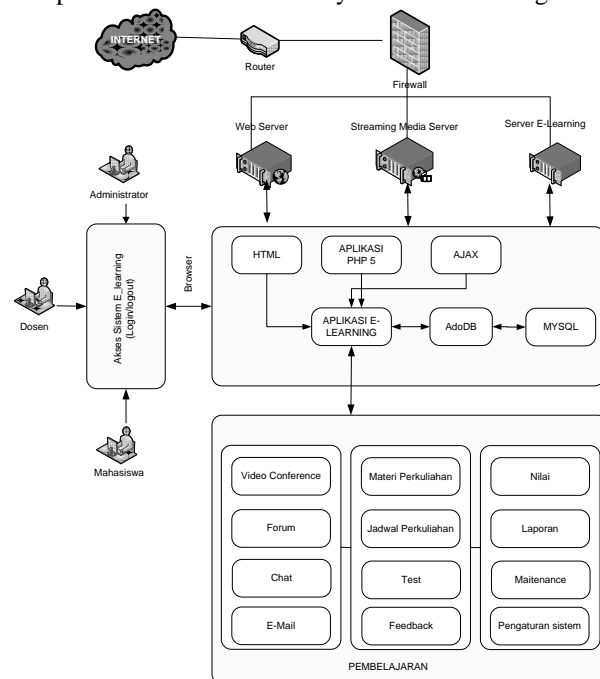 INTERNET
Router
Firewall
Web Server
Streaming Media Server
Server E-Learning
Administrator
Dosen
Mahasiswa
Akses Sistem E_learning
(Login/logout)
Browser
HTML
APLIKASI
PHP 5
AJAX
APLIKASI E-
LEARNING
AdoDB
MYSQL
Video Conference
Forum
Chat
E-Mail
Materi Perkuliahan
Jadwal Perkuliahan
Test
Feedback
Nilai
Laporan
Maitenance
Pengaturan sistem
PEMBELAJARAN